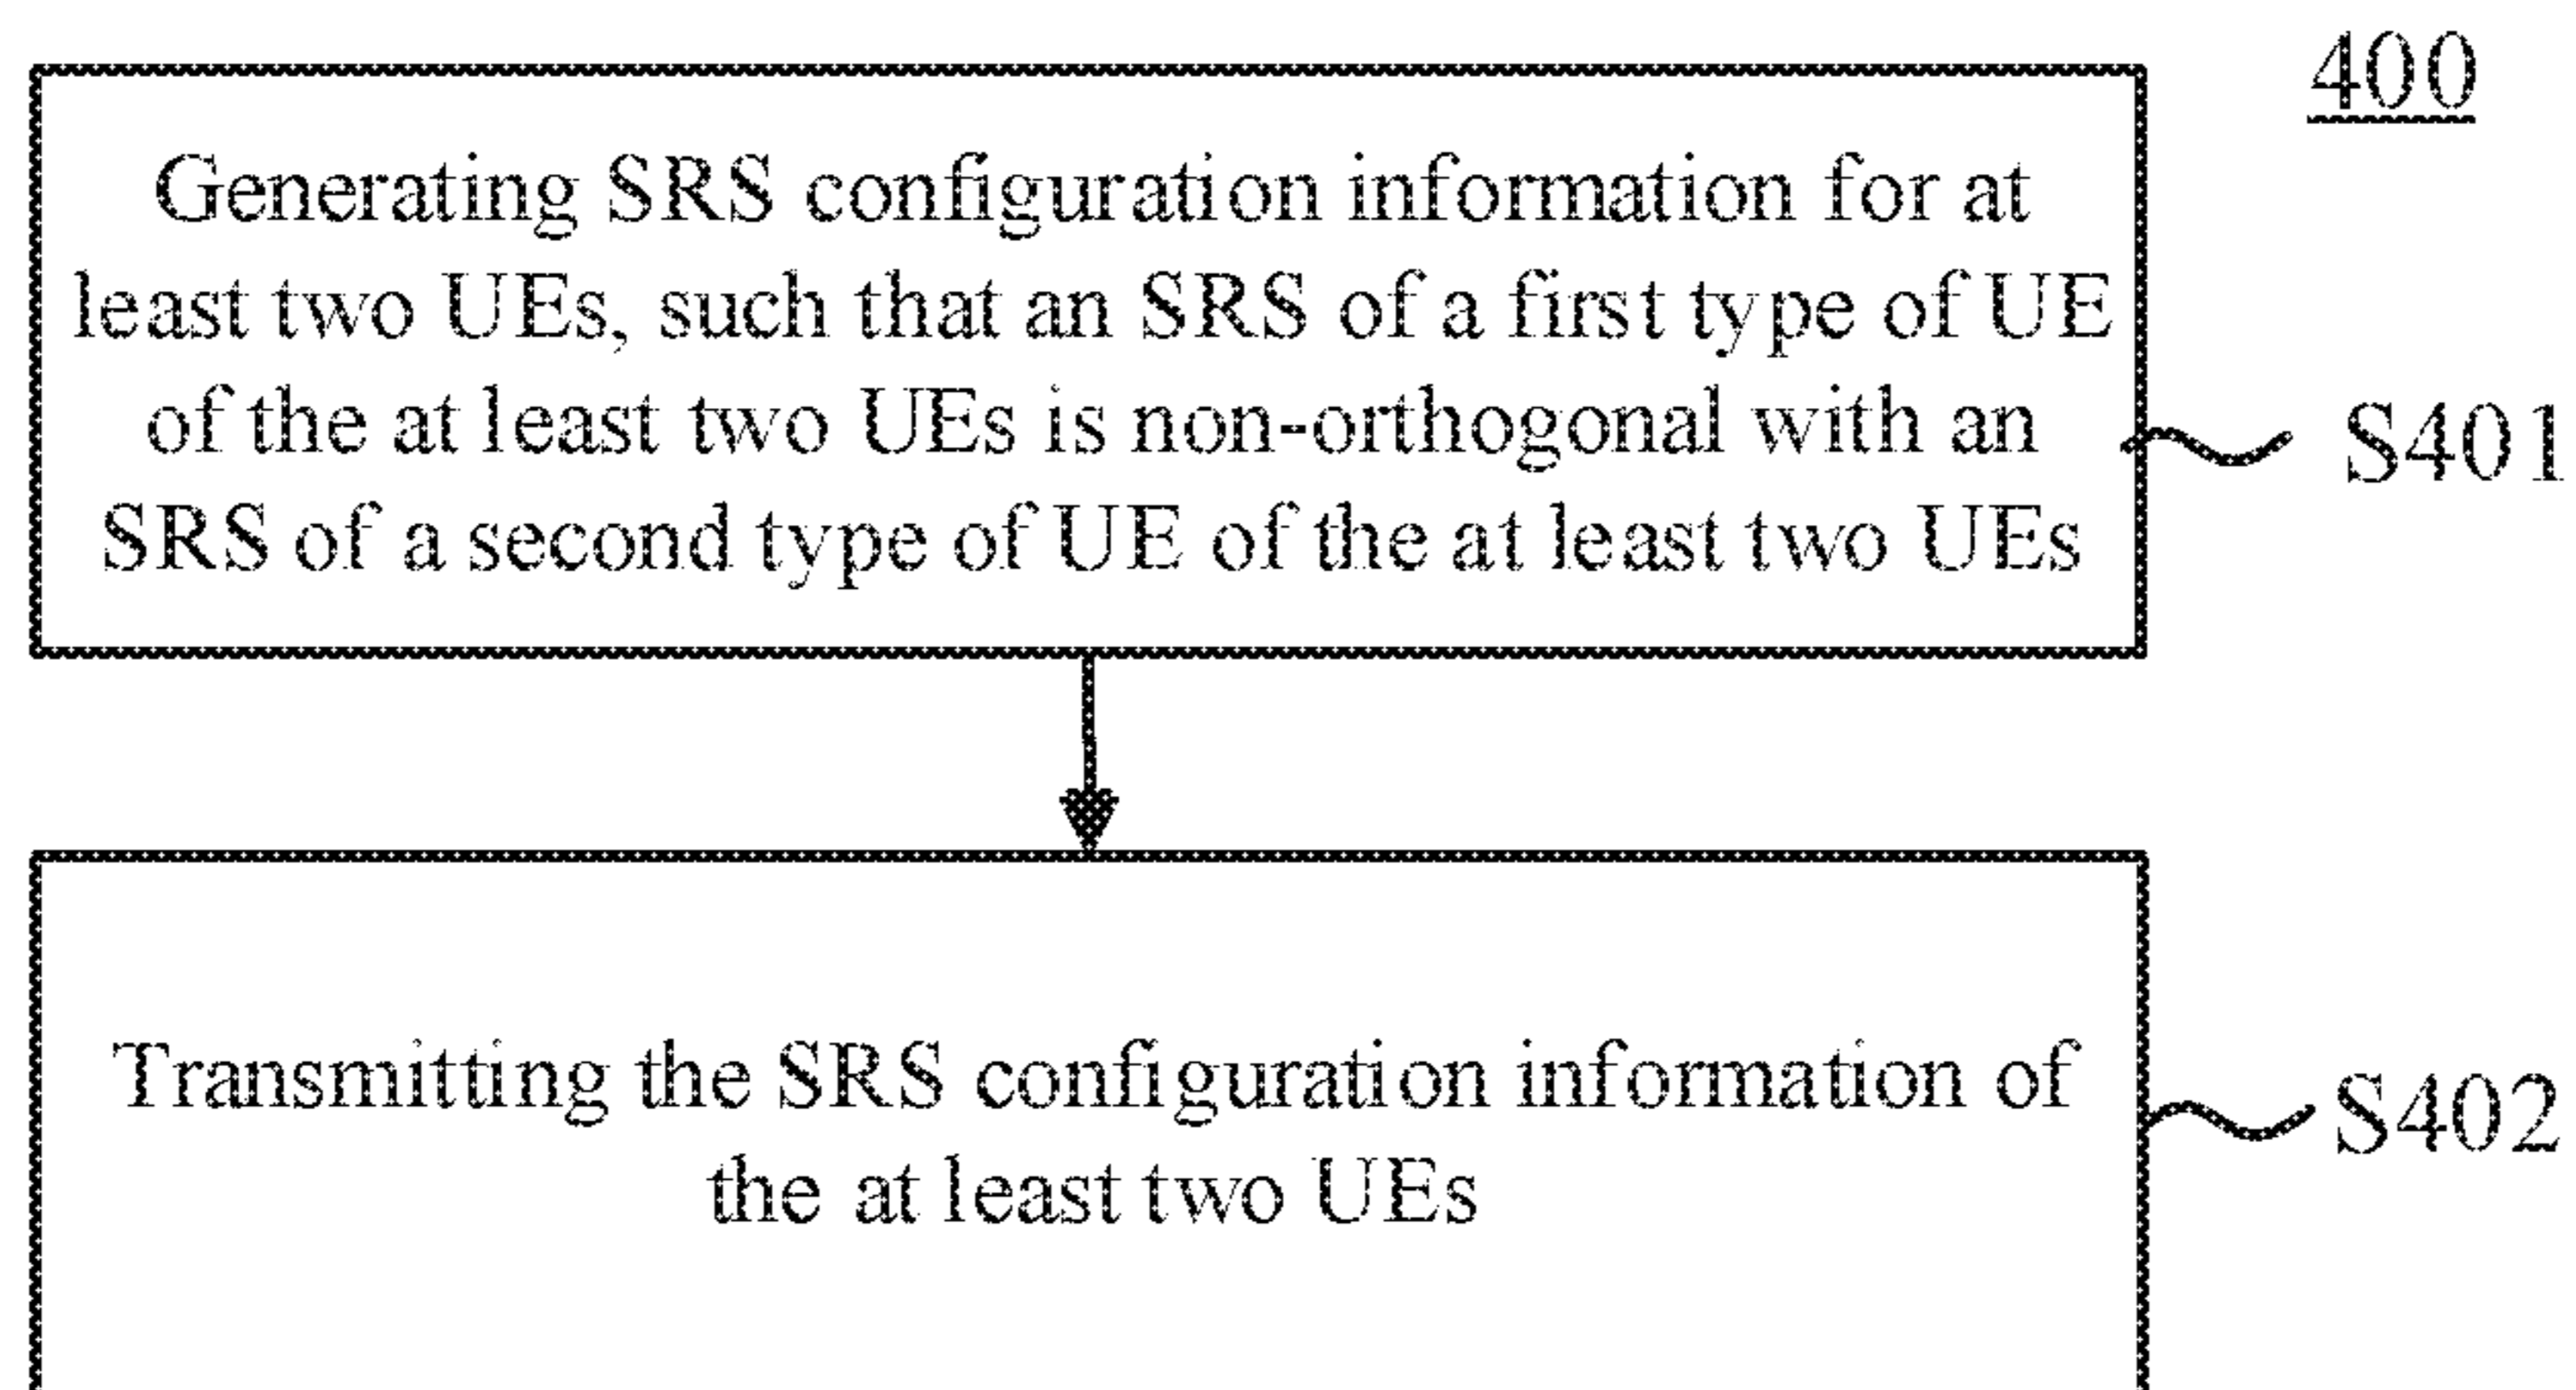 400
Generating SRS configuration information for at
least two UEs, such that an SRS of a first type of UE
of the at least two UEs is non-orthogonal with an
SRS of a second type of UE of the at least two UEs
S401
Transmitting the SRS configuration information of
the at least two UEs
S402